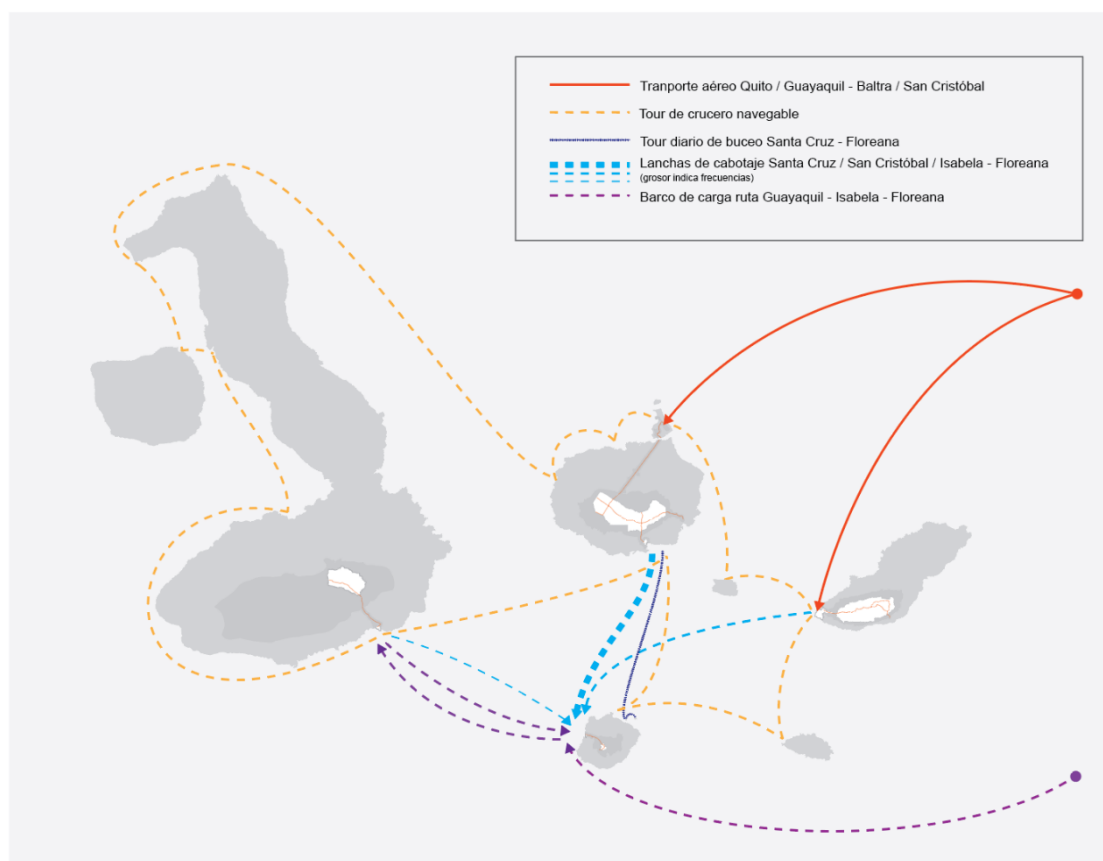 Tranporte aéreo Quito / Guayaquil - Baltra / San Cristóbal
Tour de crucero navegable
Tour diario de buceo Santa Cruz - Floreana
Lanchas de cabotaje Santa Cruz / San Cristóbal / Isabela - Floreana
(grosor indica frecuencias)
Barco de carga ruta Guayaquil - Isabela - Floreana